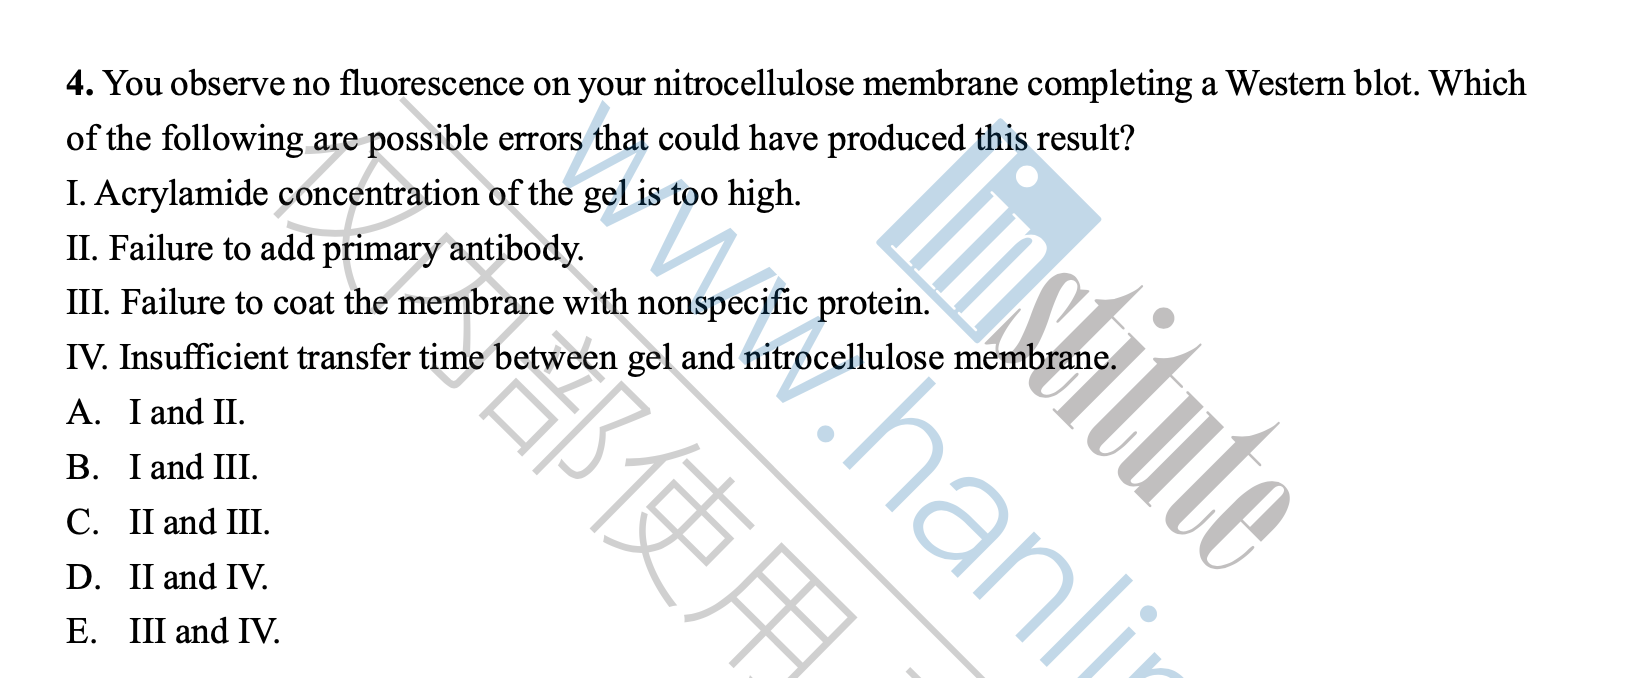 4. You observe no fluorescence on your nitrocellulose membrane completing a Western blot. Which
of the following are possible errors that could have produced this result?
I. Acrylamide concentration of the gel is too high.
II. Failure to add primary antibody.
III. Failure to coat the membrane with nonspecific protein.
IV. Insufficient transfer time between gel and nitrocellulose membrane.
A. I and II.
B. I and III.
C. II and III.
D. II and IV.
E. III and IV.
仅内部使用
www.hanlin
linstitute